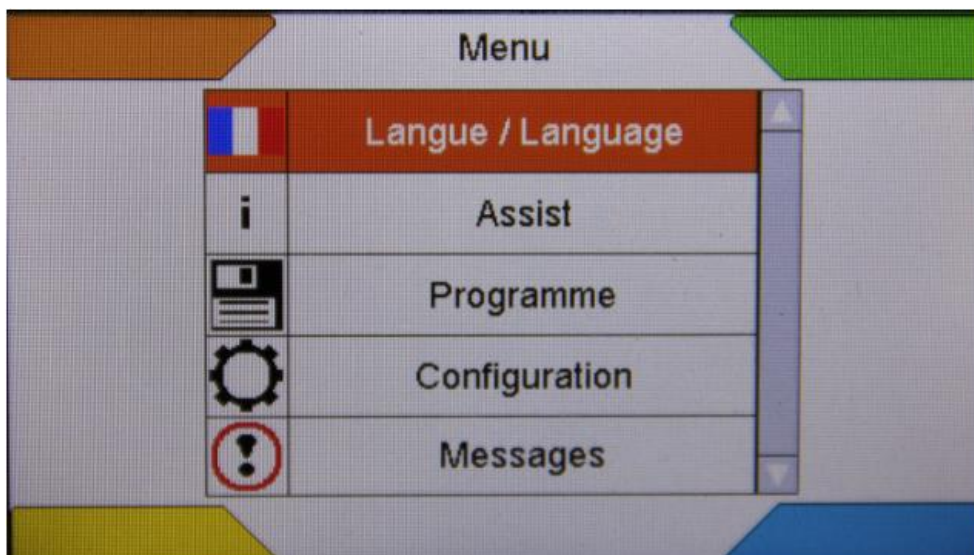 Menu
Langue / Language
i
Assist
Programme
Configuration
Messages